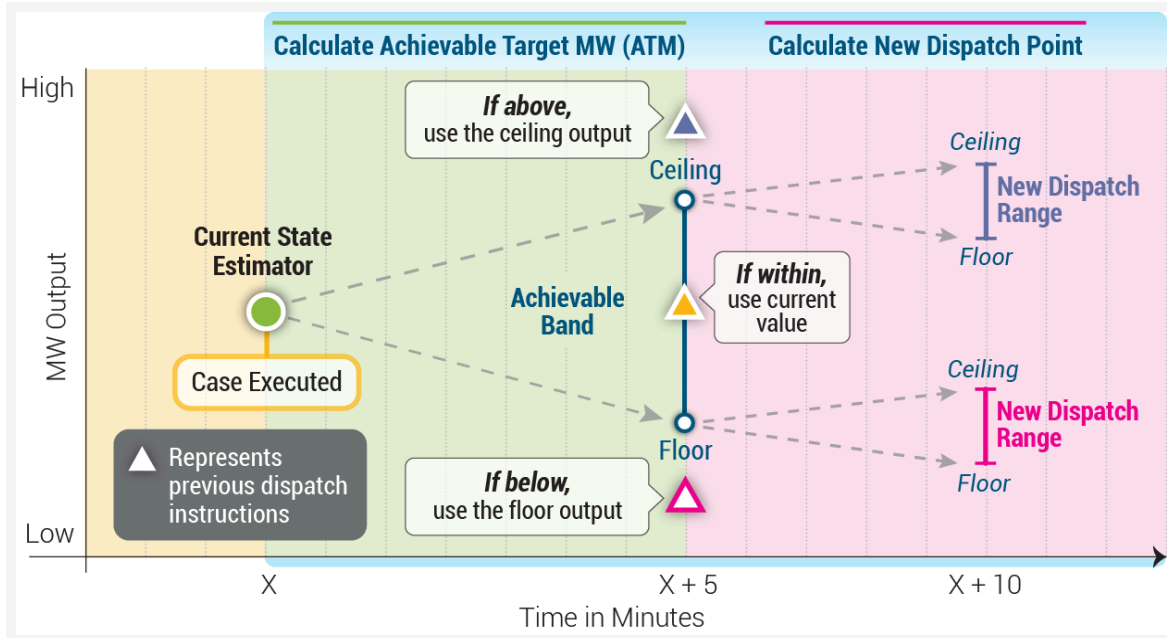 Calculate Achievable Target MW (ATM)
Calculate New Dispatch Point
High
If above,
use the ceiling output
Ceiling
Ceiling
New Dispatch
Range
Floor
Current State
Estimator
MW Output
Achievable
Band
If within,
use current
value
Case Executed
Ceiling
New Dispatch
Range
Floor
Floor
Represents
previous dispatch
instructions
If below,
use the floor output
Low
X
X + 5
X + 10
Time in Minutes